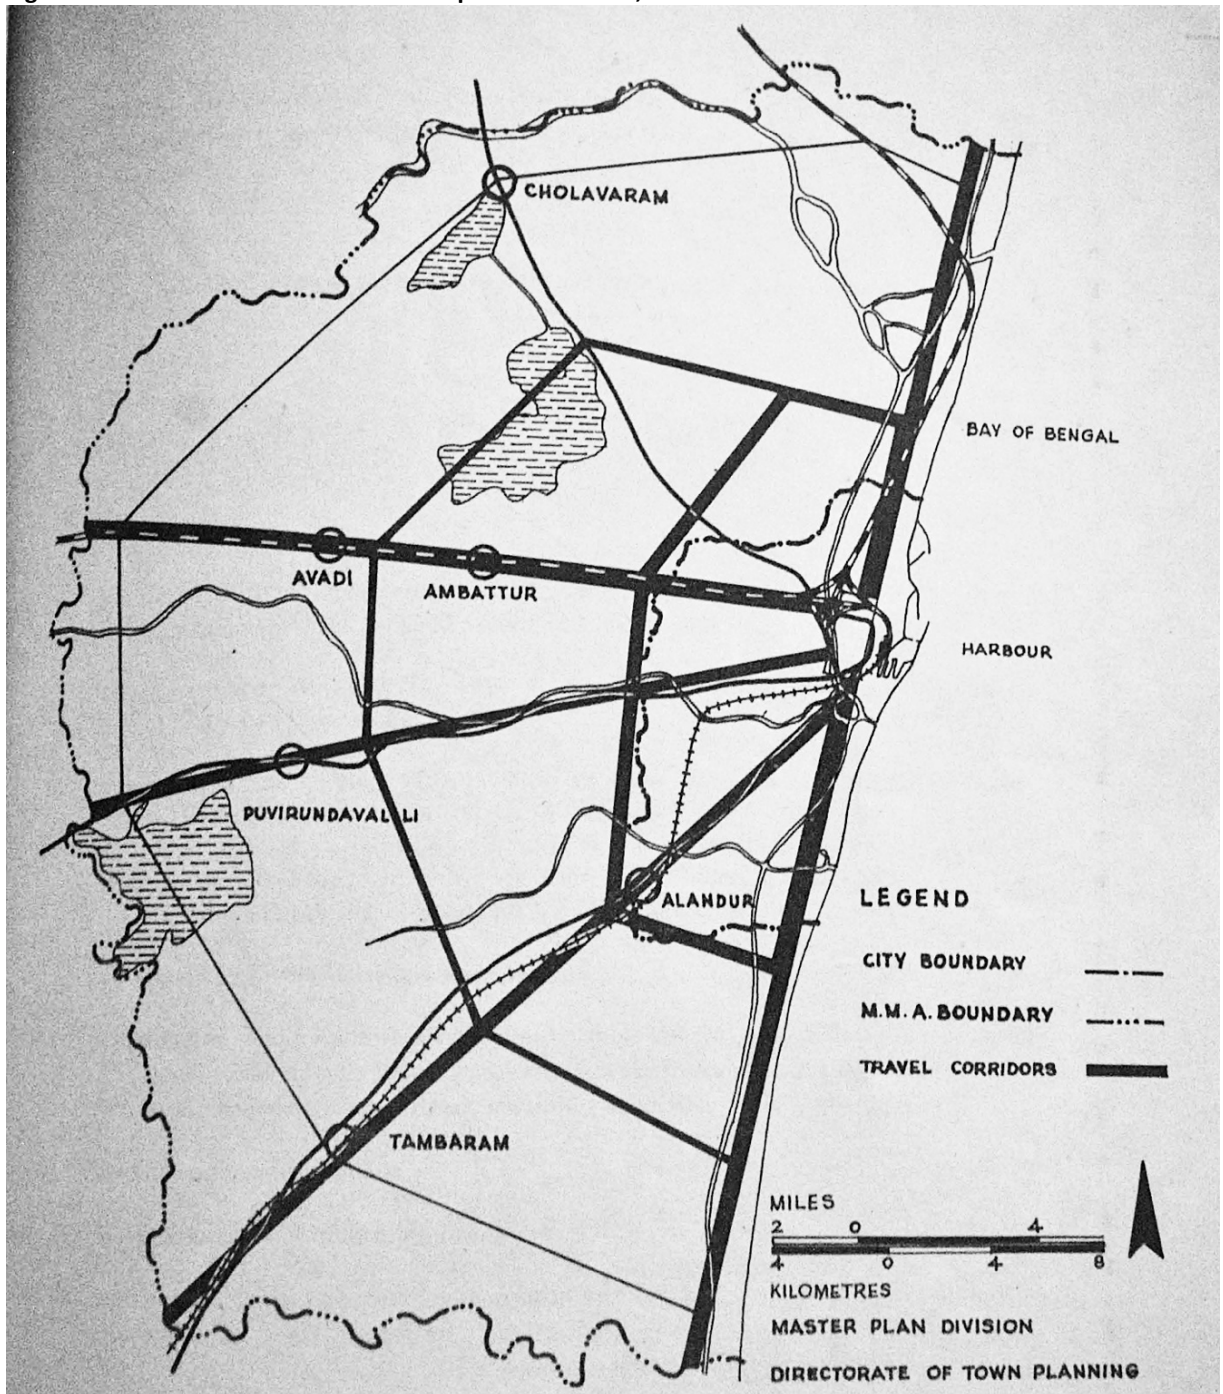 CHOLAVARAM
BAY OF BENGAL
AVADI
AMBATTUR
HARBOUR
PUVIRUNDAVALLI
ALANDUR
LEGEND
CITY BOUNDARY
M.M.A. BOUNDARY
TRAVEL CORRIDORS
TAMBARAM
MILES
2 0 4
4 0 4 8
KILOMETRES
MASTER PLAN DIVISION
DIRECTORATE OF TOWN PLANNING